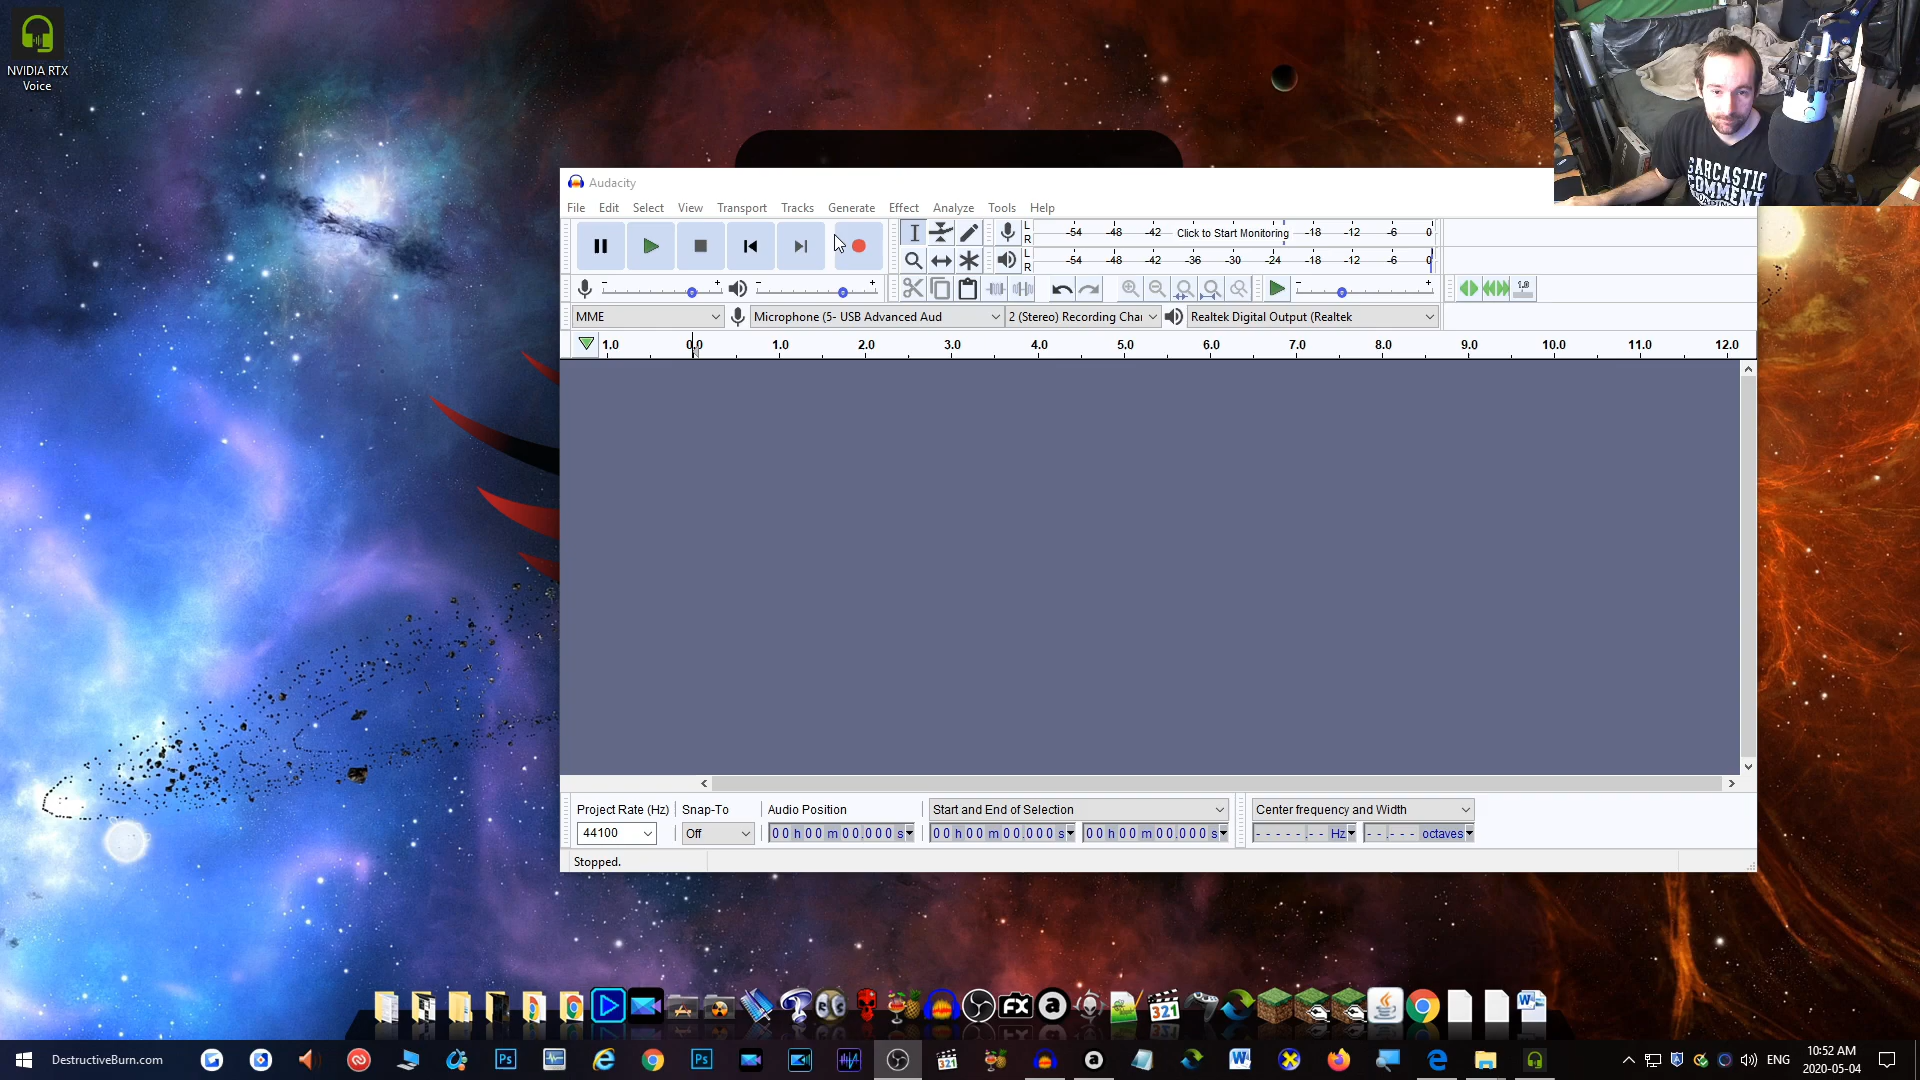 NVIDIA RTX
Voice
Audacity
File Edit Select View Transport Tracks Generate Effect Analyze Tools Help
L
R
-54 -48 -42 Click to Start Monitoring -18 -12 -6 0
L
R
-54 -48 -42 -36 -30 -24 -18 -12 -6 0
- + - +
- +
1.0
MME
Microphone (5- USB Advanced Aud
2 (Stereo) Recording Chai
Realtek Digital Output (Realtek
1.0 0.0 1.0 2.0 3.0 4.0 5.0 6.0 7.0 8.0 9.0 10.0 11.0 12.0
Project Rate (Hz) Snap-To Audio Position Start and End of Selection Center frequency and Width
44100 Off 00 h 00 m 00.000 s 00 h 00 m 00.000 s 00 h 00 m 00.000 s -----.-- Hz --.--- octaves
Stopped.
SARCASTIC
COMMENT
FX
a
321
DestructiveBurn.com
Ps
Ps
a
ENG
10:52 AM
2020-05-04